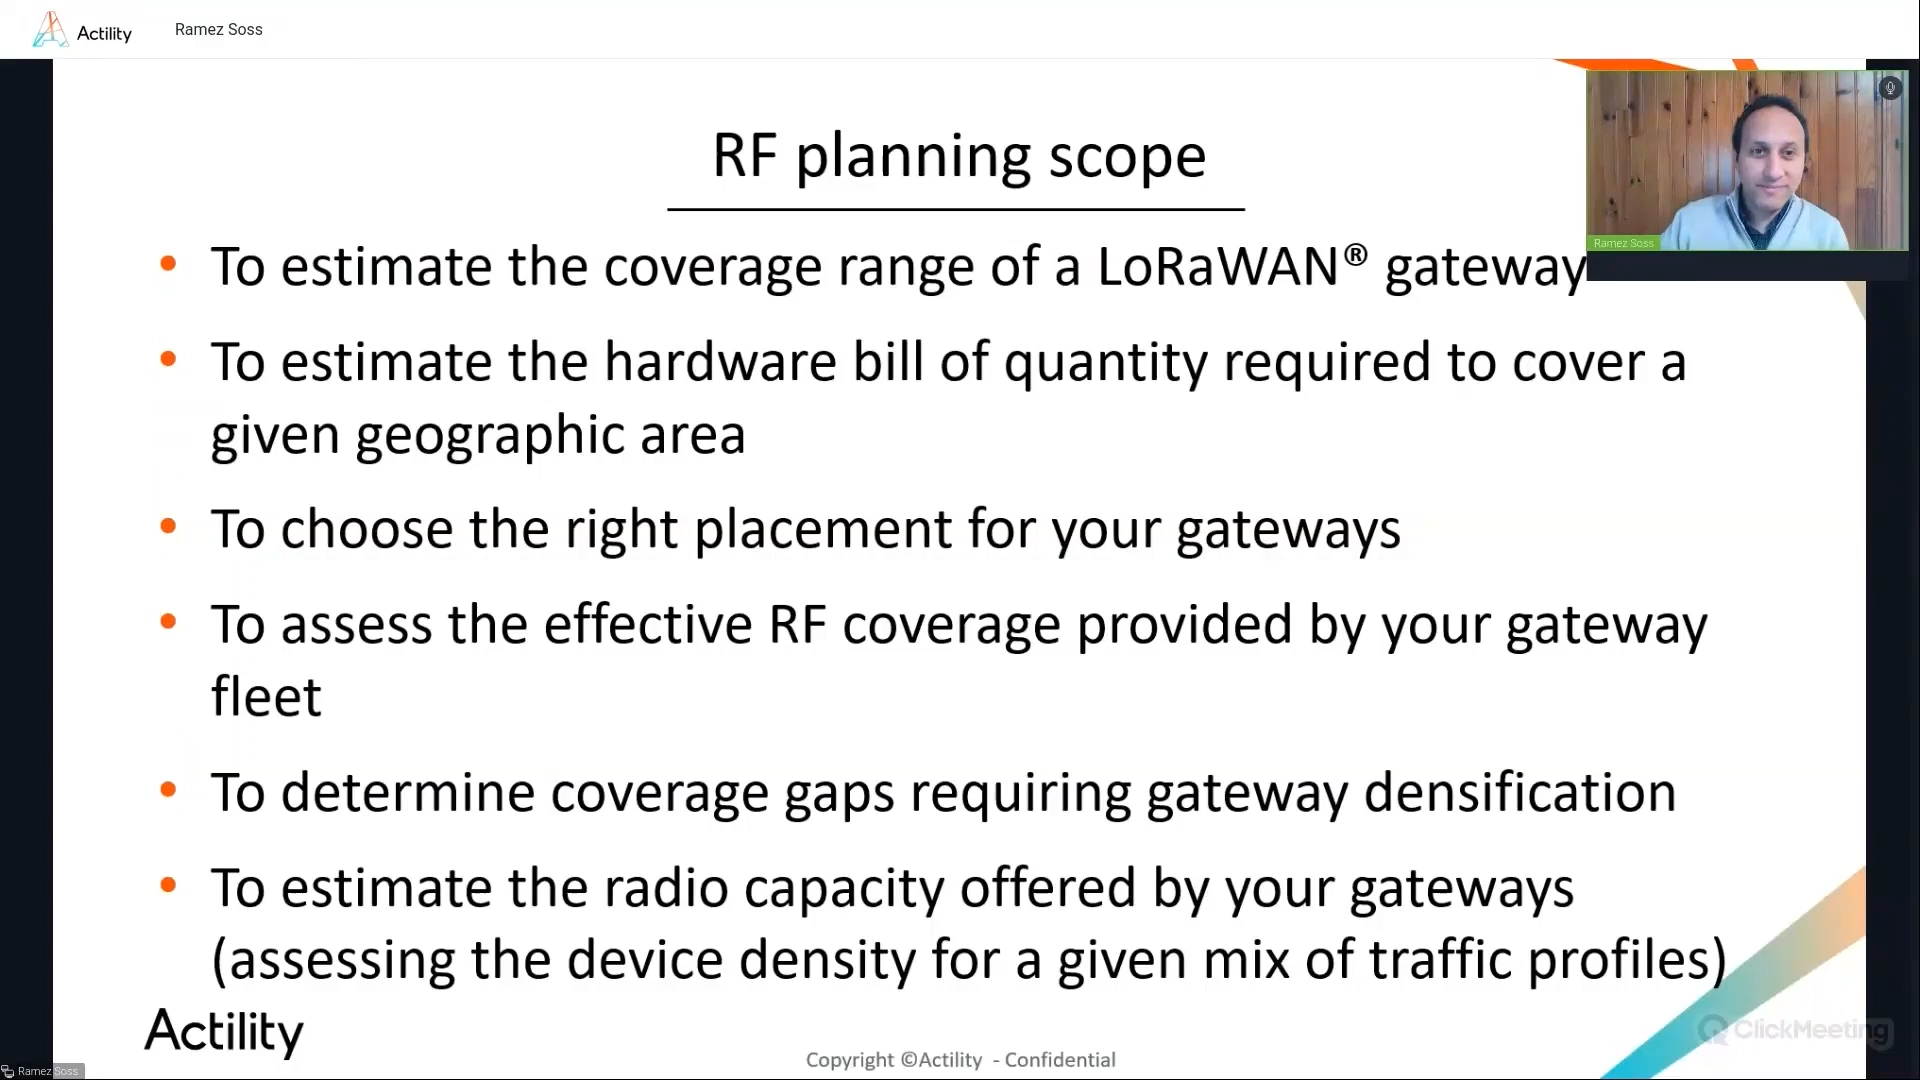 Actility
Ramez Soss
RF planning scope
Ramez Soss
• To estimate the coverage range of a LoRaWAN® gateway
• To estimate the hardware bill of quantity required to cover a
given geographic area
• To choose the right placement for your gateways
• To assess the effective RF coverage provided by your gateway
fleet
• To determine coverage gaps requiring gateway densification
• To estimate the radio capacity offered by your gateways
(assessing the device density for a given mix of traffic profiles)
Actility
ClickMeeting
Copyright ©Actility - Confidential
Ramez Soss